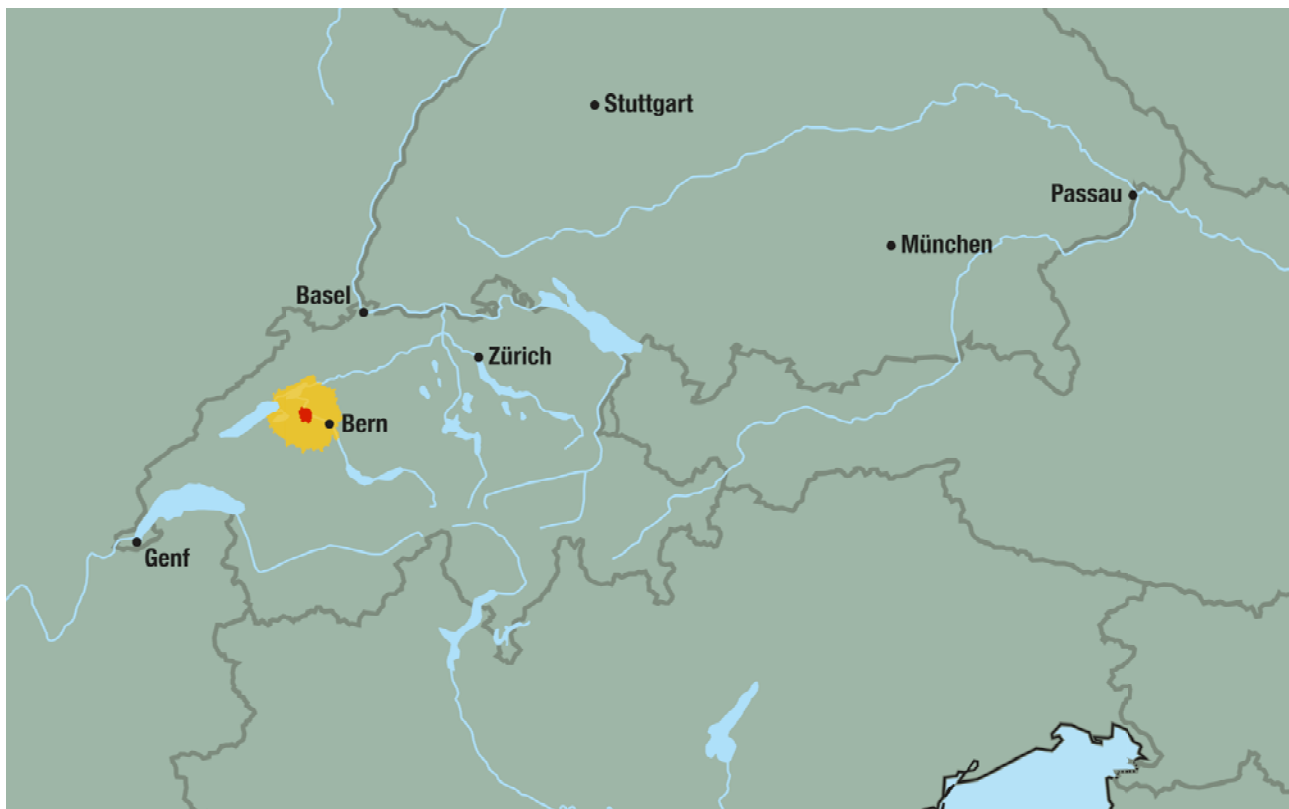 Stuttgart
Passau
München
Basel
Zürich
Bern
Genf